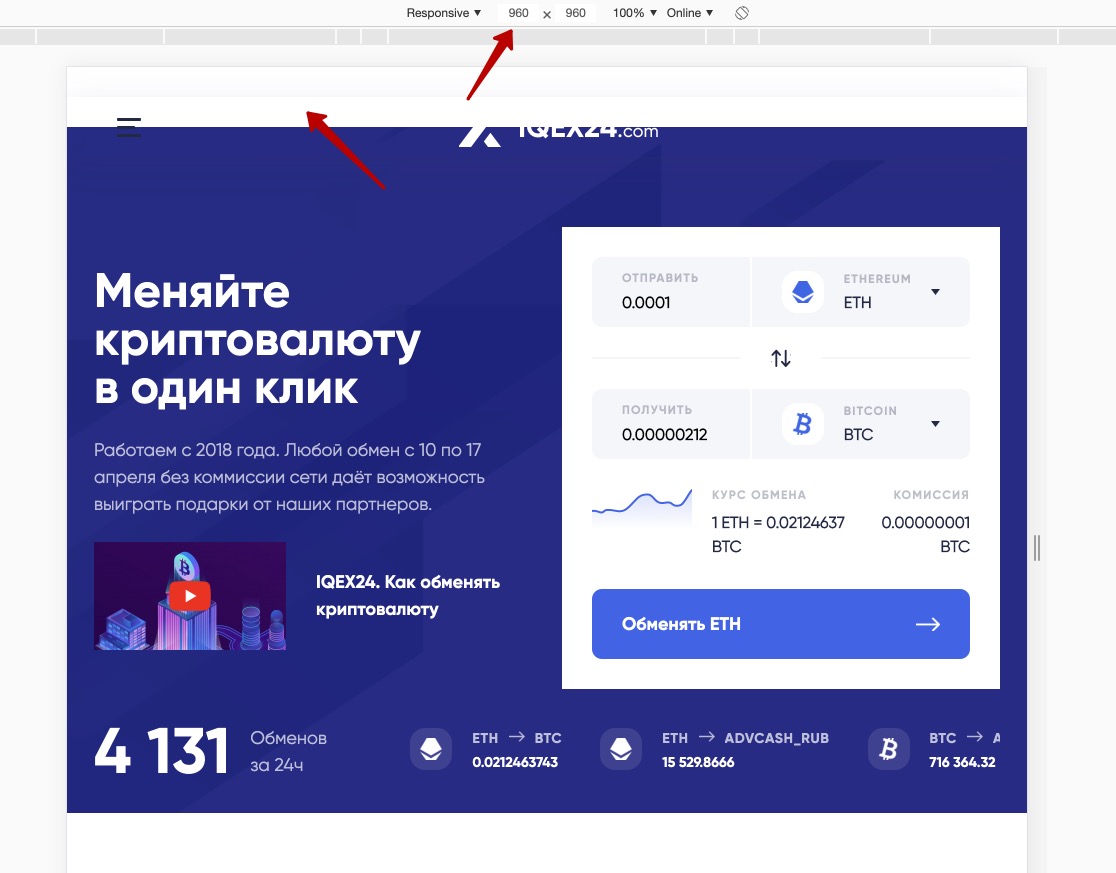 Responsive ▼ 960 × 960 100% ▼ Online ▼
IQEX24.com
Меняйте
криптовалюту
в один клик
Работаем с 2018 года. Любой обмен с 10 по 17
апреля без коммиссии сети даёт возможность
выиграть подарки от наших партнеров.
IQEX24. Как обменять
криптовалюту
ОТПРАВИТЬ
0.0001
ETHEREUM
ETH
ПОЛУЧИТЬ
0.00000212
BITCOIN
BTC
КУРС ОБМЕНА
1 ETH = 0.02124637
BTC
КОМИССИЯ
0.00000001
BTC
Обменять ETH
4 131
Обменов
за 24ч
ETH → BTC
0.0212463743
ETH → ADVCASH_RUB
15 529.8666
BTC →
716 364.32